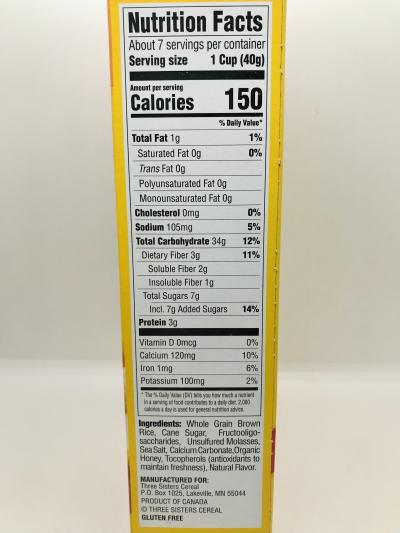 Nutrition Facts
About 7 servings per container
Serving size 1 Cup (40g)
Amount per serving
Calories 150
% Daily Value*
Total Fat 1g 1%
Saturated Fat 0g 0%
Trans Fat 0g
Polyunsaturated Fat 0g
Monounsaturated Fat 0g
Cholesterol 0mg 0%
Sodium 105mg 5%
Total Carbohydrate 34g 12%
Dietary Fiber 3g 11%
Soluble Fiber 2g
Insoluble Fiber 1g
Total Sugars 7g
Incl. 7g Added Sugars 14%
Protein 3g
Vitamin D 0mcg 0%
Calcium 120mg 10%
Iron 1mg 6%
Potassium 100mg 2%
* The % Daily Value (DV) tells you how much a nutrient
in a serving of food contributes to a daily diet. 2,000
calories a day is used for general nutrition advice.
Ingredients: Whole Grain Brown
Rice, Cane Sugar, Fructooligo-
saccharides, Unsulfured Molasses,
Sea Salt, Calcium Carbonate, Organic
Honey, Tocopherols (antioxidants to
maintain freshness), Natural Flavor.
MANUFACTURED FOR:
Three Sisters Cereal
P.O. Box 1025, Lakeville, MN 55044
PRODUCT OF CANADA
© THREE SISTERS CEREAL
GLUTEN FREE